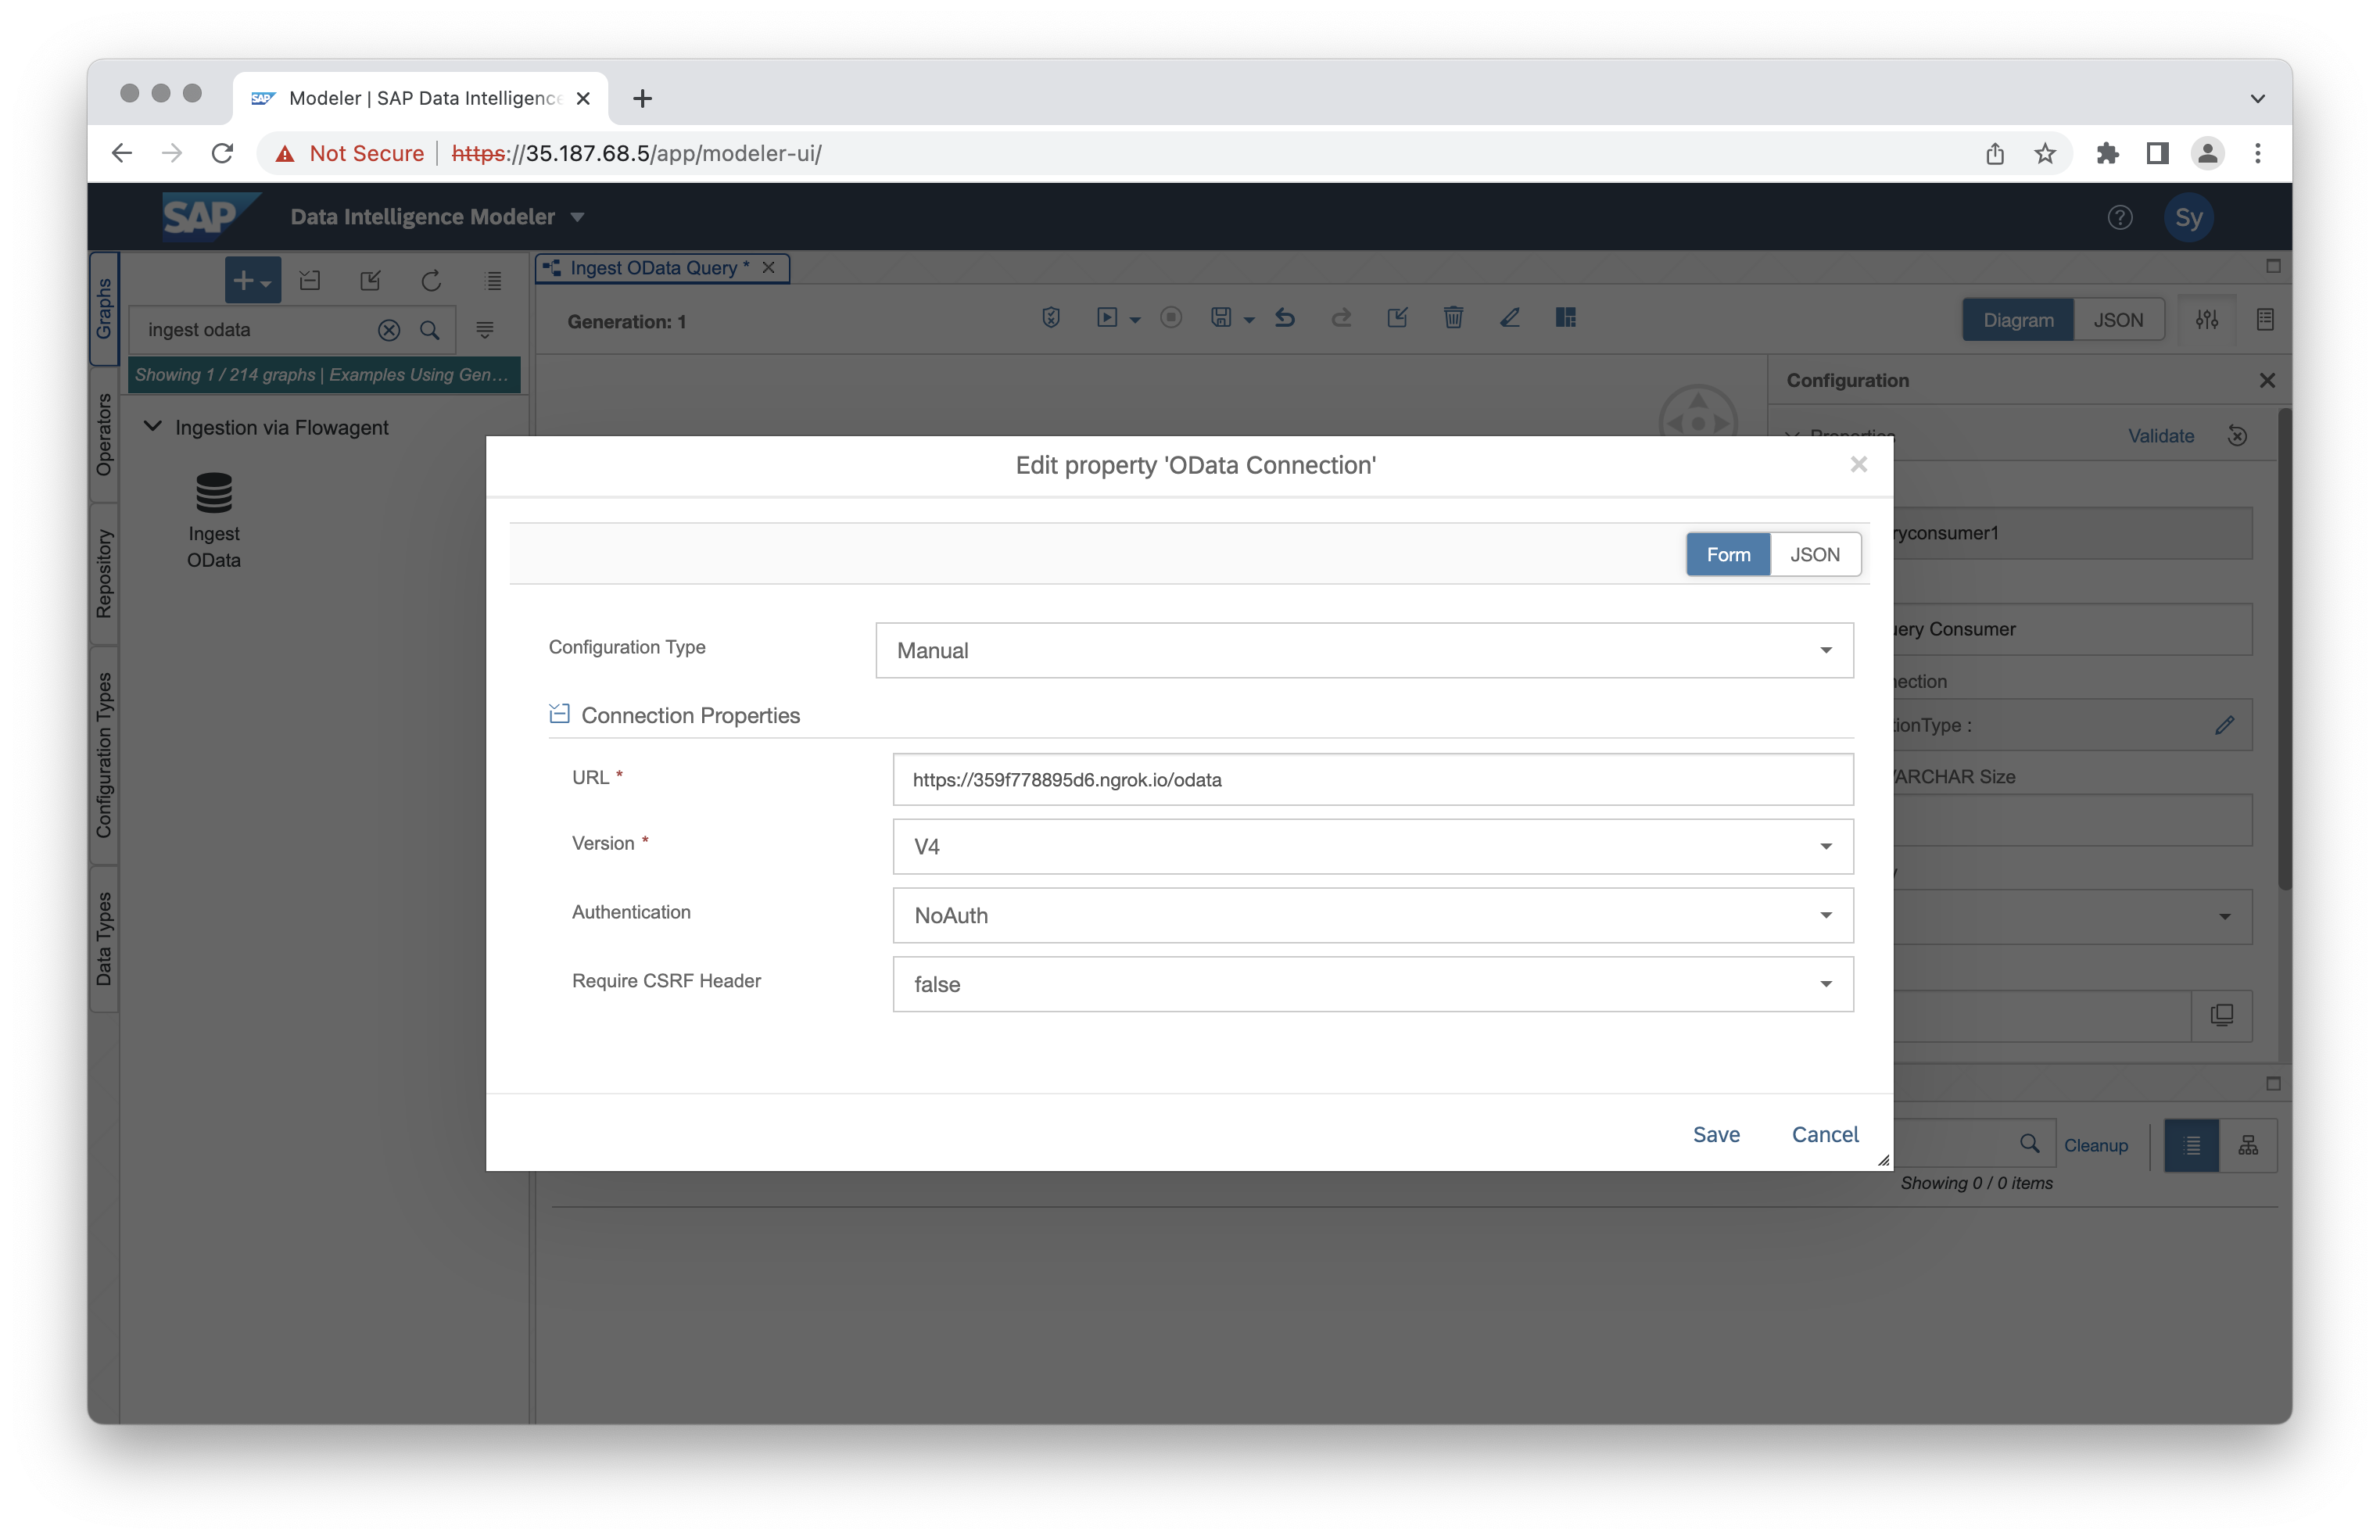 Modeler | SAP Data Intelligence
Not Secure
https://35.187.68.5/app/modeler-ui/
SAP
Data Intelligence Modeler
Sy
Graphs
Operators
Repository
Configuration Types
Data Types
ingest odata
Showing 1 / 214 graphs | Examples Using Gen...
Ingestion via Flowagent
Ingest
OData
Ingest OData Query *
Generation: 1
Diagram
JSON
Configuration
Properties
Validate
ryconsumer1
ery Consumer
nection
tionType :
VARCHAR Size
Edit property 'OData Connection'
Form
JSON
Configuration Type
Manual
Connection Properties
URL *
https://359f778895d6.ngrok.io/odata
Version *
V4
Authentication
NoAuth
Require CSRF Header
false
Save
Cancel
Cleanup
Showing 0 / 0 items